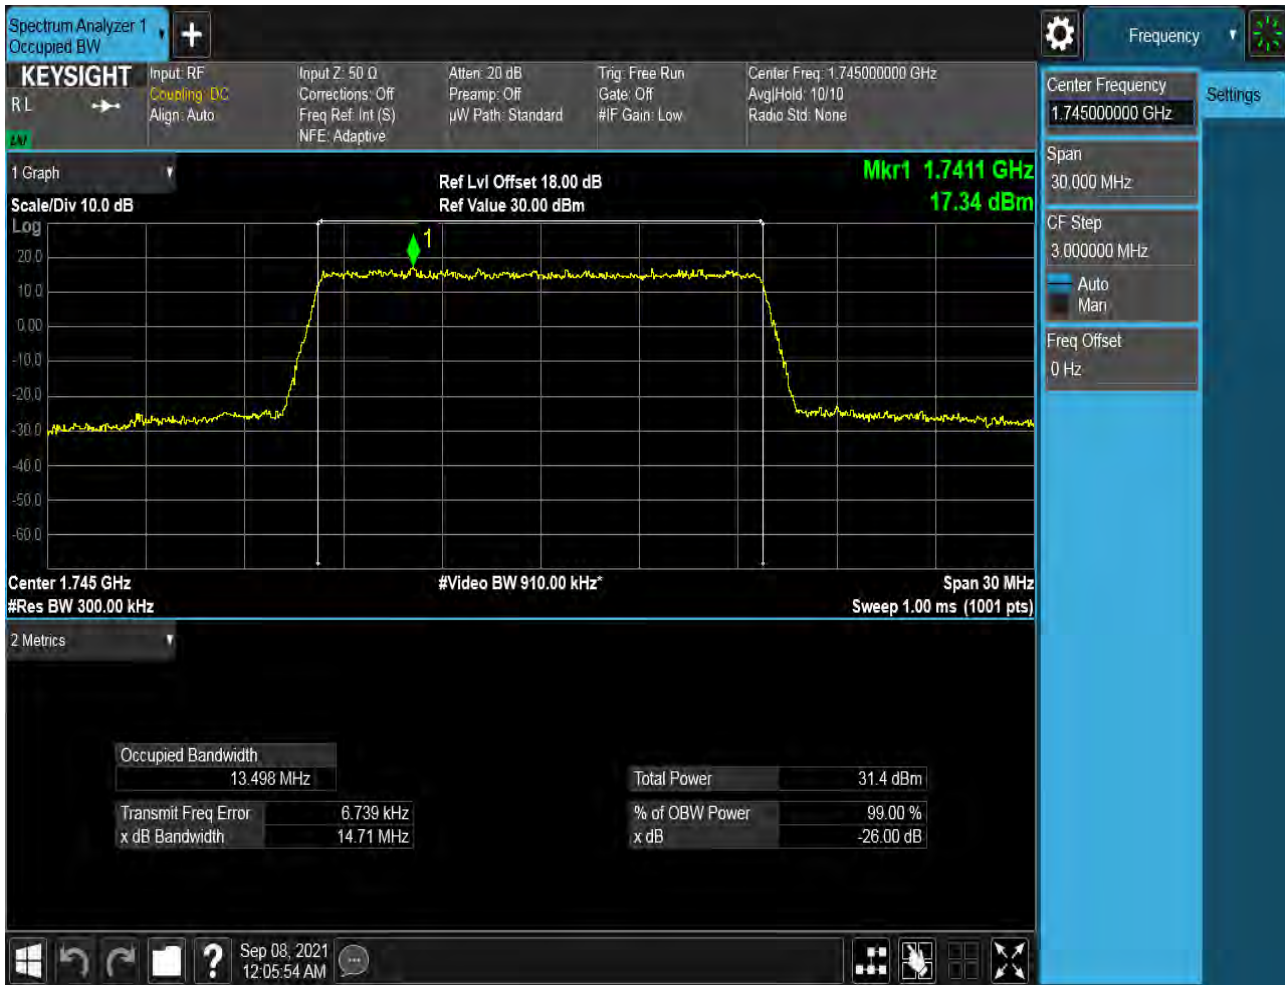 Spectrum Analyzer 1
Occupied BW
Frequency
KEYSIGHT
R L
Input: RF
Coupling: DC
Align: Auto
Input Z: 50 Ω
Corrections: Off
Freq Ref: Int (S)
NFE: Adaptive
Atten: 20 dB
Preamp: Off
µW Path: Standard
Trig: Free Run
Gate: Off
#IF Gain: Low
Center Freq: 1.745000000 GHz
Avg|Hold: 10/10
Radio Std: None
Center Frequency
1.745000000 GHz
Settings
Span
30.000 MHz
CF Step
3.000000 MHz
Auto
Man
Freq Offset
0 Hz
1 Graph
Scale/Div 10.0 dB
Log
Ref Lvl Offset 18.00 dB
Ref Value 30.00 dBm
Mkr1 1.7411 GHz
17.34 dBm
1
20.0
10.0
0.00
-10.0
-20.0
-30.0
-40.0
-50.0
-60.0
Center 1.745 GHz
#Res BW 300.00 kHz
#Video BW 910.00 kHz*
Span 30 MHz
Sweep 1.00 ms (1001 pts)
2 Metrics
Occupied Bandwidth
13.498 MHz
Total Power 31.4 dBm
Transmit Freq Error 6.739 kHz
% of OBW Power 99.00 %
x dB Bandwidth 14.71 MHz
x dB -26.00 dB
Sep 08, 2021
12:05:54 AM